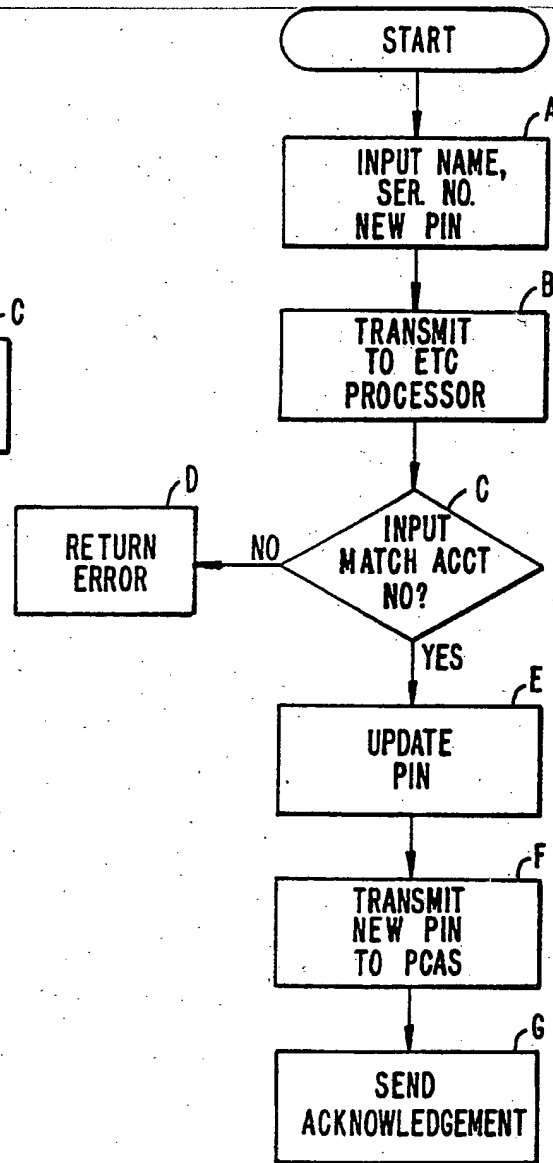 START
A
INPUT NAME,
SER. NO.
NEW PIN
B
TRANSMIT
TO ETC
PROCESSOR
C
C
INPUT
MATCH ACCT
NO?
NO
D
RETURN
ERROR
YES
E
UPDATE
PIN
F
TRANSMIT
NEW PIN
TO PCAS
G
SEND
ACKNOWLEDGEMENT